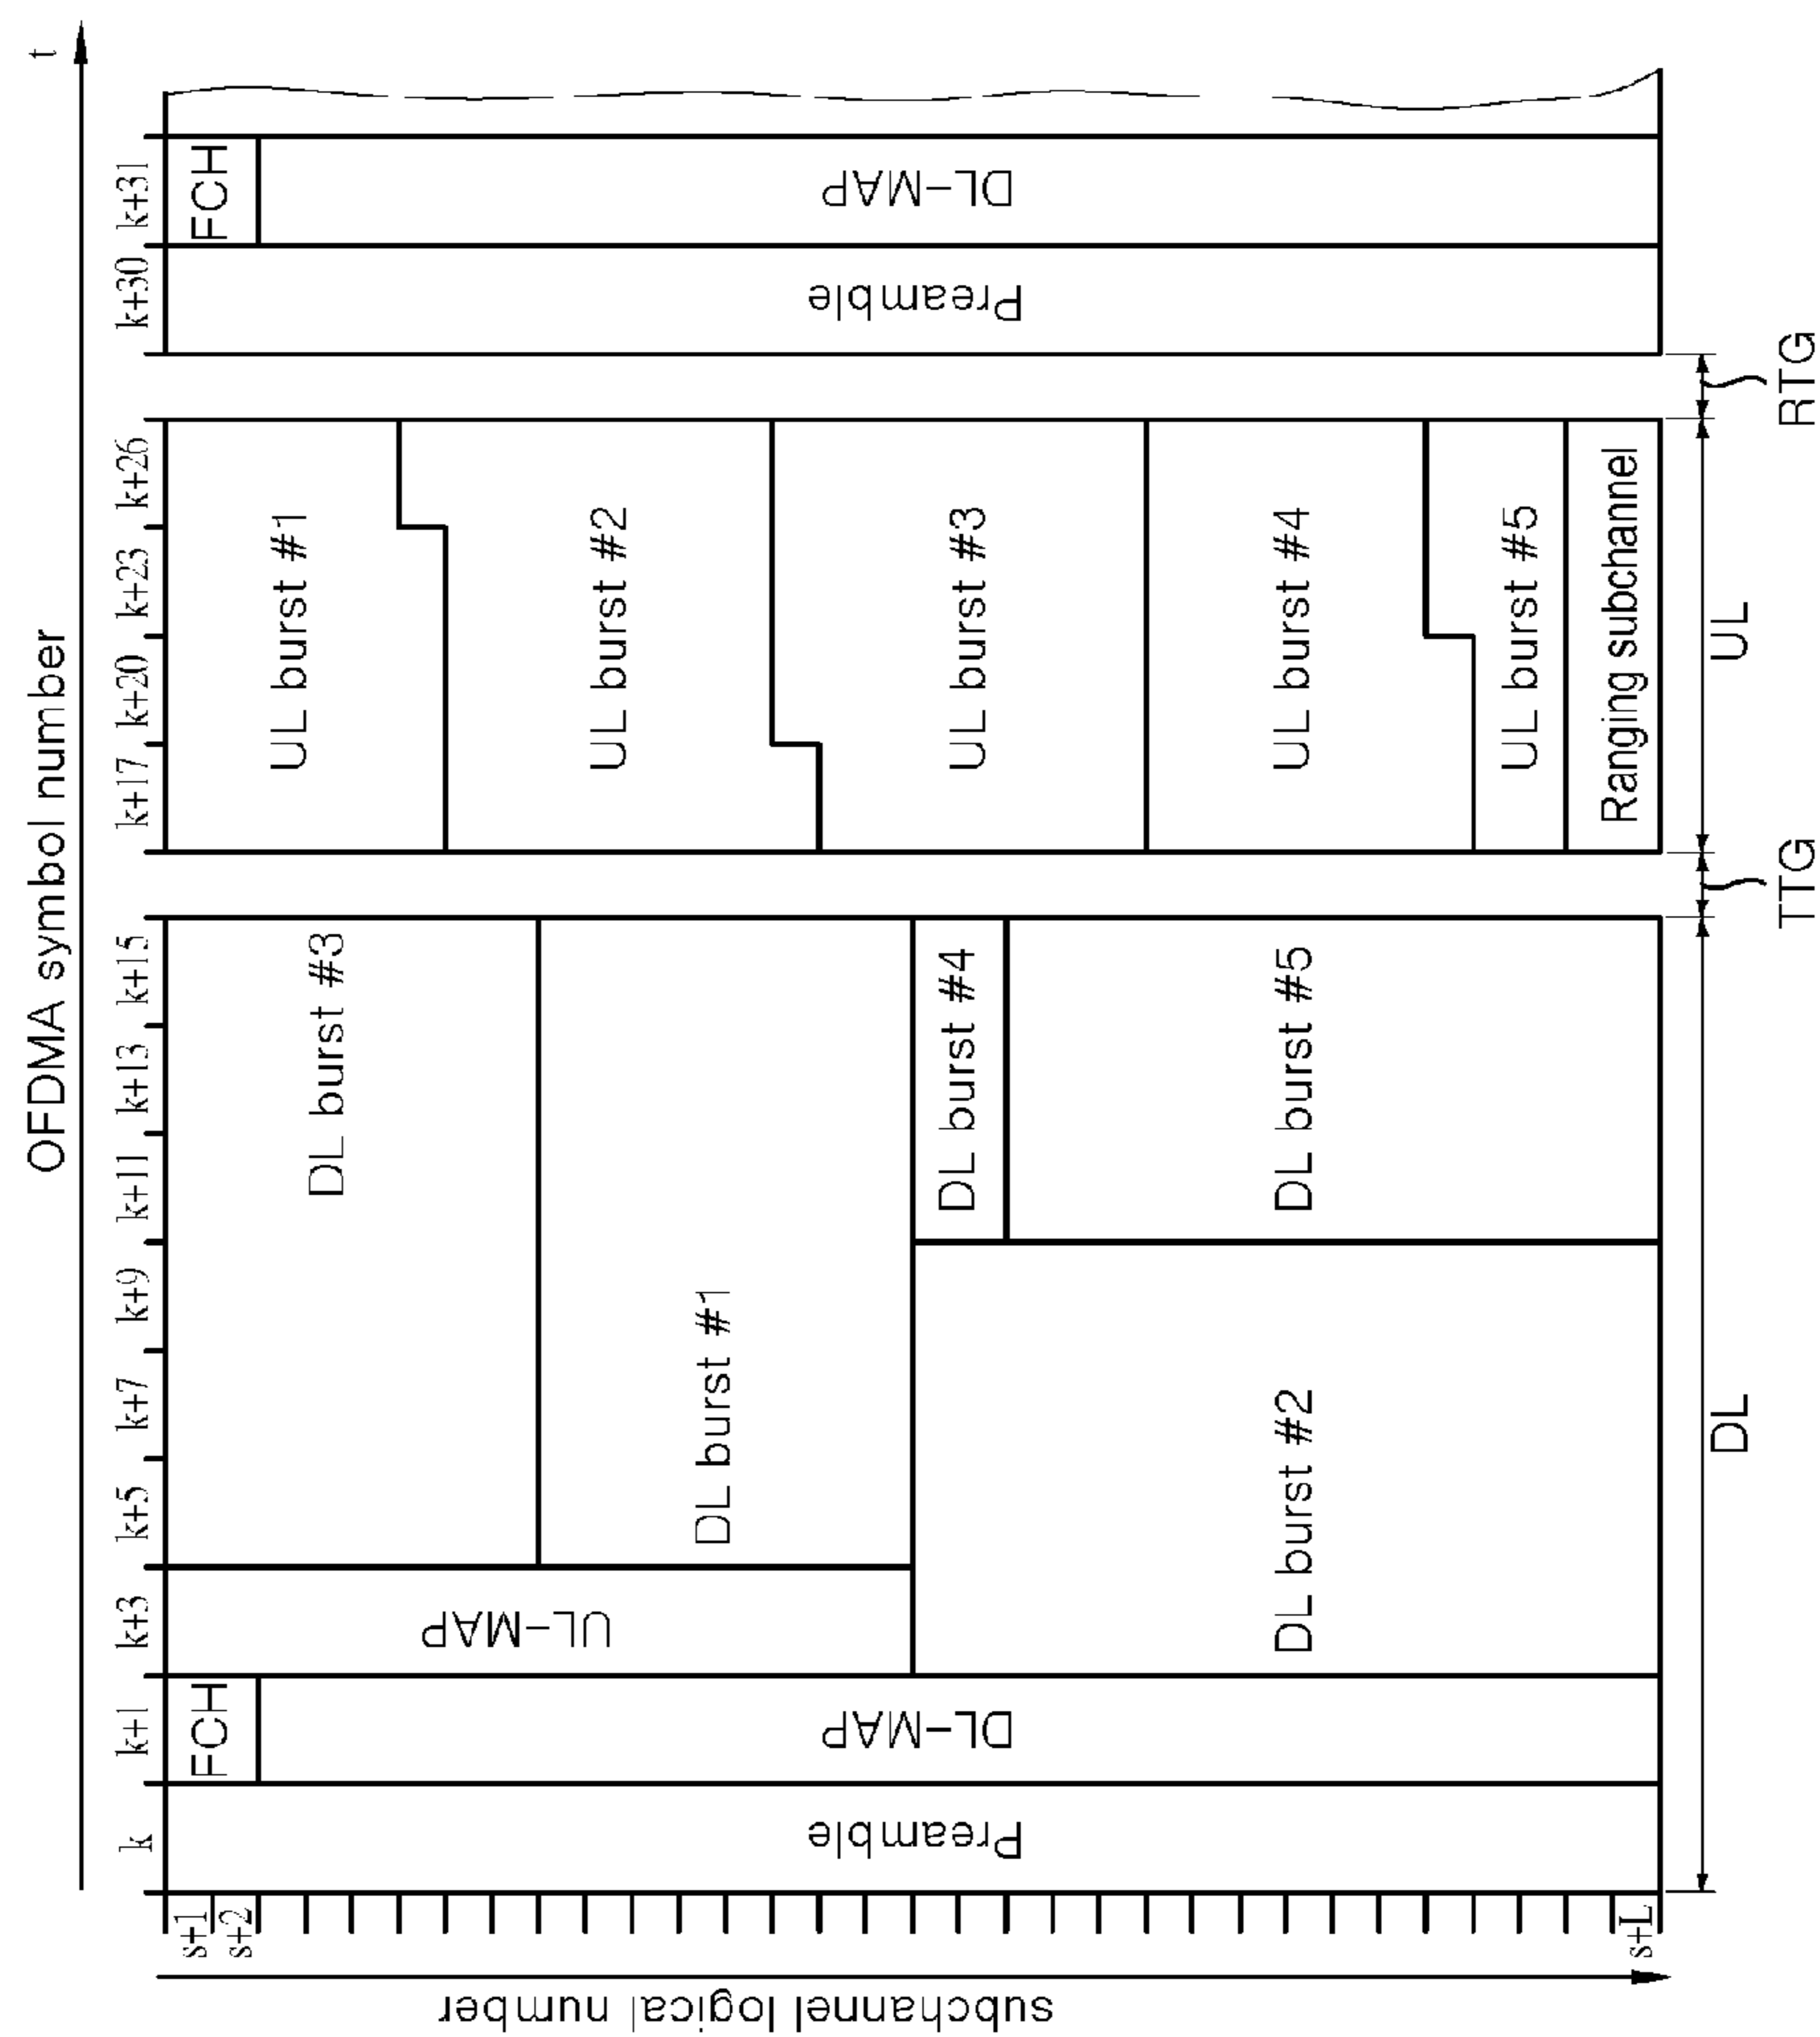 OFDMA symbol number
t
k
k+1
k+3
k+5
k+7
k+9
k+11
k+13
k+15
k+17
k+20
k+23
k+26
k+30
k+31
subchannel logical number
s+1
s+2
s+L
Preamble
FCH
DL-MAP
UL-MAP
DL burst #3
DL burst #1
DL burst #2
DL burst #4
DL burst #5
UL burst #1
UL burst #2
UL burst #3
UL burst #4
UL burst #5
Ranging subchannel
Preamble
FCH
DL-MAP
DL
TTG
UL
RTG